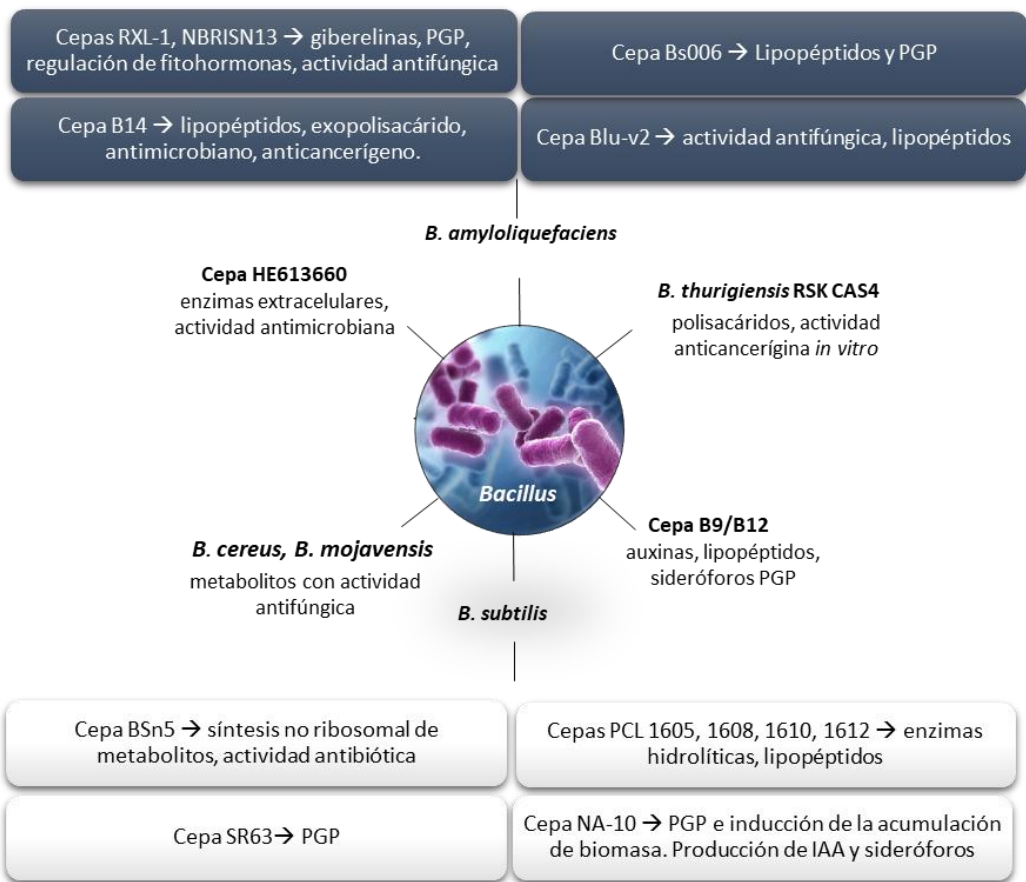 Cepas RXL-1, NBRISN13 → giberelinas, PGP,
regulación de fitohormonas, actividad antifúngica
Cepa Bs006 → Lipopéptidos y PGP
Cepa B14 → lipopéptidos, exopolisacárido,
antimicrobiano, anticancerígeno.
Cepa Blu-v2 → actividad antifúngica, lipopéptidos
B. amyloliquefaciens
Cepa HE613660
enzimas extracelulares,
actividad antimicrobiana
B. thurigiensis RSK CAS4
polisacáridos, actividad
anticancerígina in vitro
Bacillus
B. cereus, B. mojavensis
metabolitos con actividad
antifúngica
Cepa B9/B12
auxinas, lipopéptidos,
sideróforos PGP
B. subtilis
Cepa BSn5 → síntesis no ribosomal de
metabolitos, actividad antibiótica
Cepas PCL 1605, 1608, 1610, 1612 → enzimas
hidrolíticas, lipopéptidos
Cepa SR63→ PGP
Cepa NA-10 → PGP e inducción de la acumulación
de biomasa. Producción de IAA y sideróforos